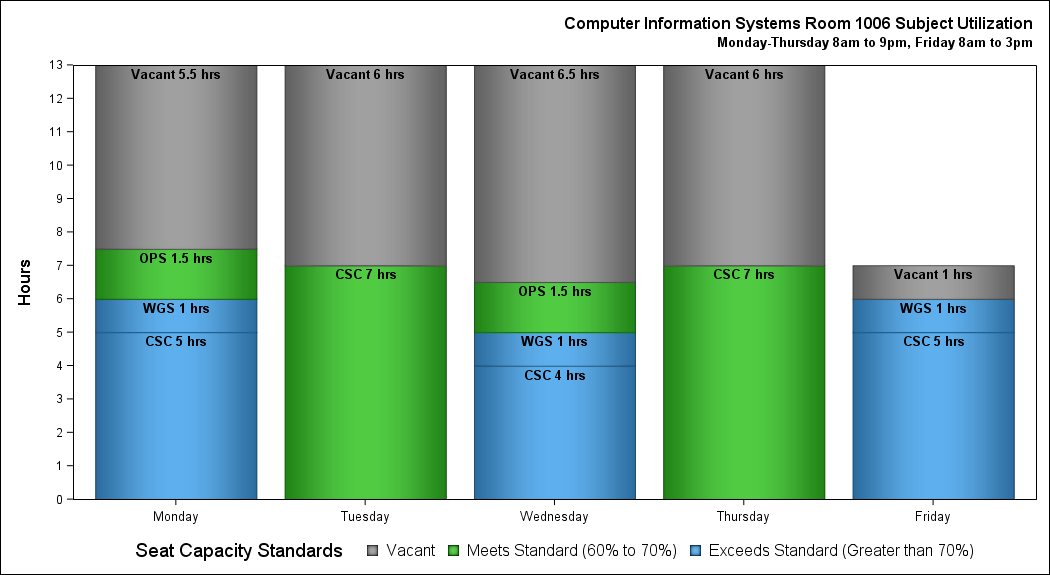 Computer Information Systems Room 1006 Subject Utilization
Monday-Thursday 8am to 9pm, Friday 8am to 3pm
Hours
13
12
11
10
9
8
7
6
5
4
3
2
1
0
Vacant 5.5 hrs
OPS 1.5 hrs
WGS 1 hrs
CSC 5 hrs
Vacant 6 hrs
CSC 7 hrs
Vacant 6.5 hrs
OPS 1.5 hrs
WGS 1 hrs
CSC 4 hrs
Vacant 6 hrs
CSC 7 hrs
Vacant 1 hrs
WGS 1 hrs
CSC 5 hrs
Monday Tuesday Wednesday Thursday Friday
Seat Capacity Standards Vacant Meets Standard (60% to 70%) Exceeds Standard (Greater than 70%)